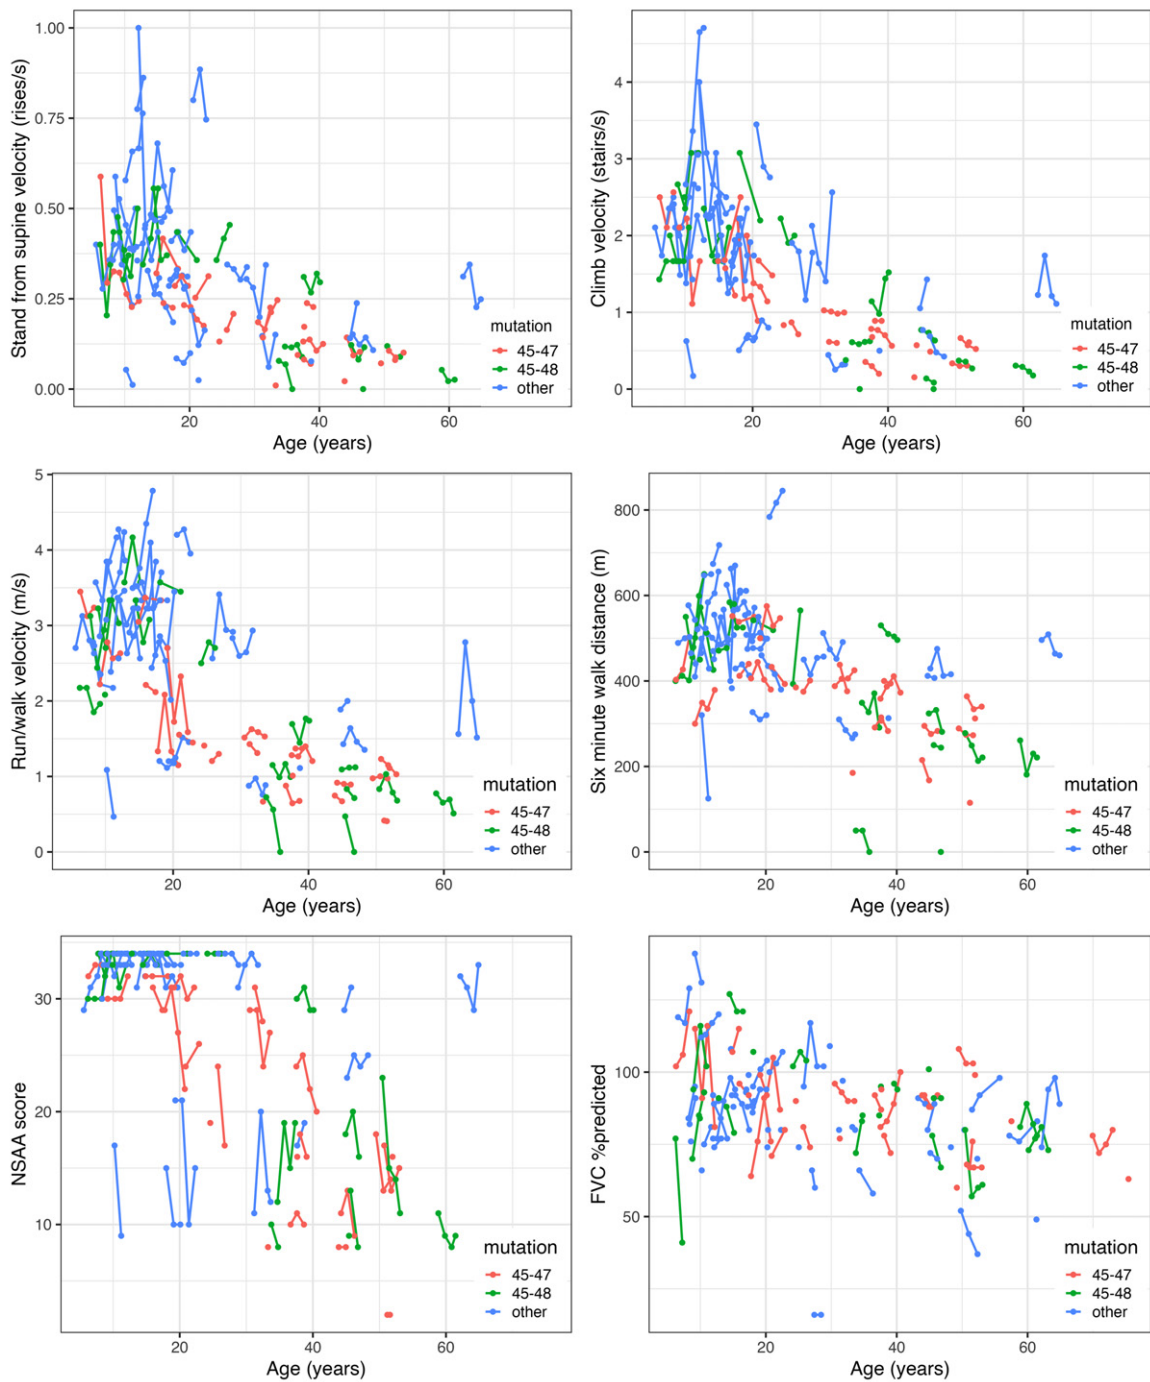 Stand from supine velocity (rises/s)
1.00
0.75
0.50
0.25
0.00
20
40
60
Age (years)
mutation
45-47
45-48
other
Climb velocity (stairs/s)
4
3
2
1
0
20
40
60
Age (years)
mutation
45-47
45-48
other
Run/walk velocity (m/s)
5
4
3
2
1
0
20
40
60
Age (years)
mutation
45-47
45-48
other
Six minute walk distance (m)
800
600
400
200
0
20
40
60
Age (years)
mutation
45-47
45-48
other
NSAA score
30
20
10
20
40
60
Age (years)
mutation
45-47
45-48
other
FVC %predicted
100
50
20
40
60
Age (years)
mutation
45-47
45-48
other